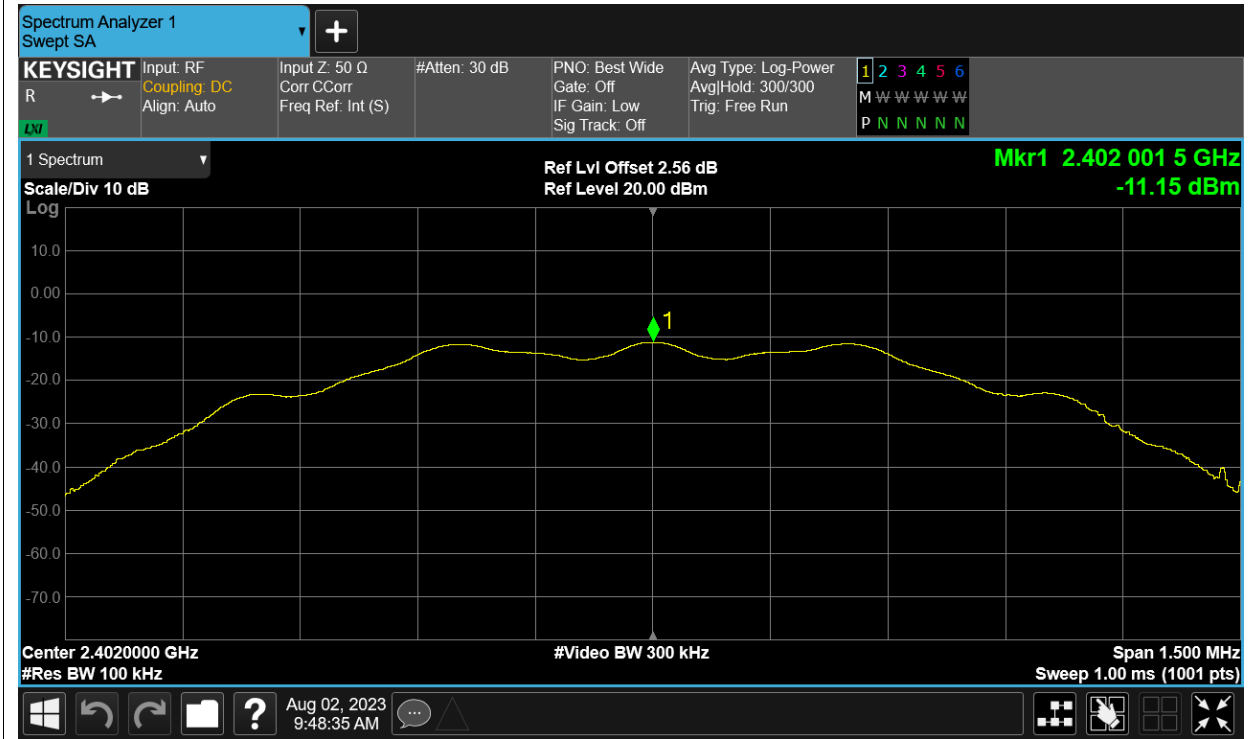 Spectrum Analyzer 1
Swept SA
+
KEYSIGHT
R
LXI
Input: RF
Coupling: DC
Align: Auto
Input Z: 50 Ω
Corr CCorr
Freq Ref: Int (S)
#Atten: 30 dB
PNO: Best Wide
Gate: Off
IF Gain: Low
Sig Track: Off
Avg Type: Log-Power
Avg|Hold: 300/300
Trig: Free Run
1 2 3 4 5 6
M W W W W W
P N N N N N
1 Spectrum
Scale/Div 10 dB
Log
Ref Lvl Offset 2.56 dB
Ref Level 20.00 dBm
Mkr1 2.402 001 5 GHz
-11.15 dBm
10.0
0.00
-10.0
-20.0
-30.0
-40.0
-50.0
-60.0
-70.0
1
Center 2.4020000 GHz
#Video BW 300 kHz
Span 1.500 MHz
#Res BW 100 kHz
Sweep 1.00 ms (1001 pts)
?
Aug 02, 2023
9:48:35 AM